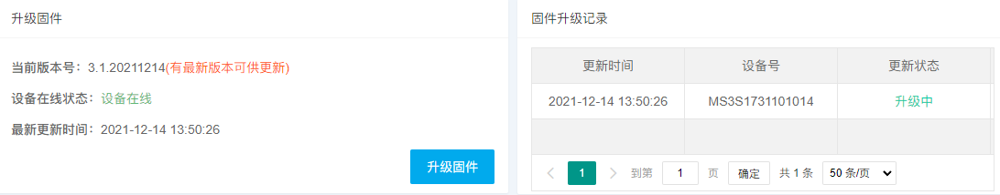 升级固件
当前版本号：3.1.20211214(有最新版本可供更新)
设备在线状态：设备在线
最新更新时间：2021-12-14 13:50:26
升级固件
固件升级记录
更新时间 设备号 更新状态
2021-12-14 13:50:26 MS3S1731101014 升级中
1 到第 1 页 确定 共 1 条 50 条/页